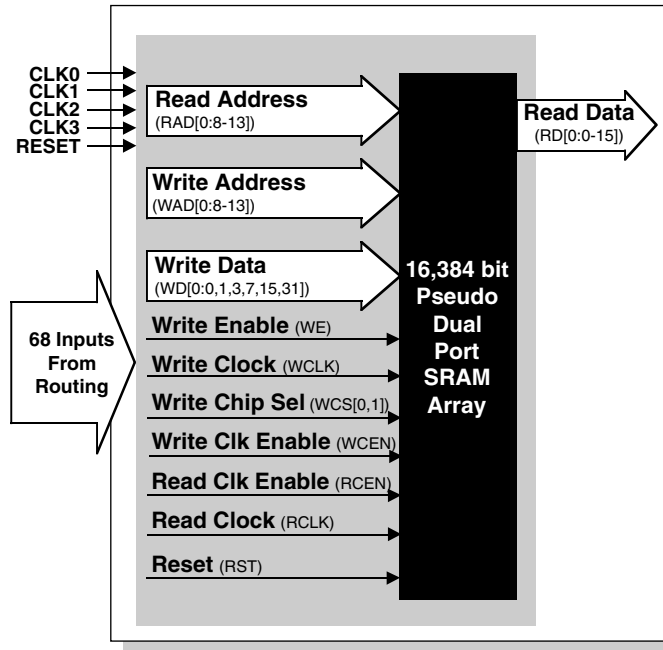 CLK0
CLK1
CLK2
CLK3
RESET
Read Address
(RAD[0:8-13])
Write Address
(WAD[0:8-13])
Write Data
(WD[0:0,1,3,7,15,31])
Write Enable (WE)
Write Clock (WCLK)
Write Chip Sel (WCS[0,1])
Write Clk Enable (WCEN)
Read Clk Enable (RCEN)
Read Clock (RCLK)
Reset (RST)
68 Inputs
From
Routing
16,384 bit
Pseudo
Dual
Port
SRAM
Array
Read Data
(RD[0:0-15])